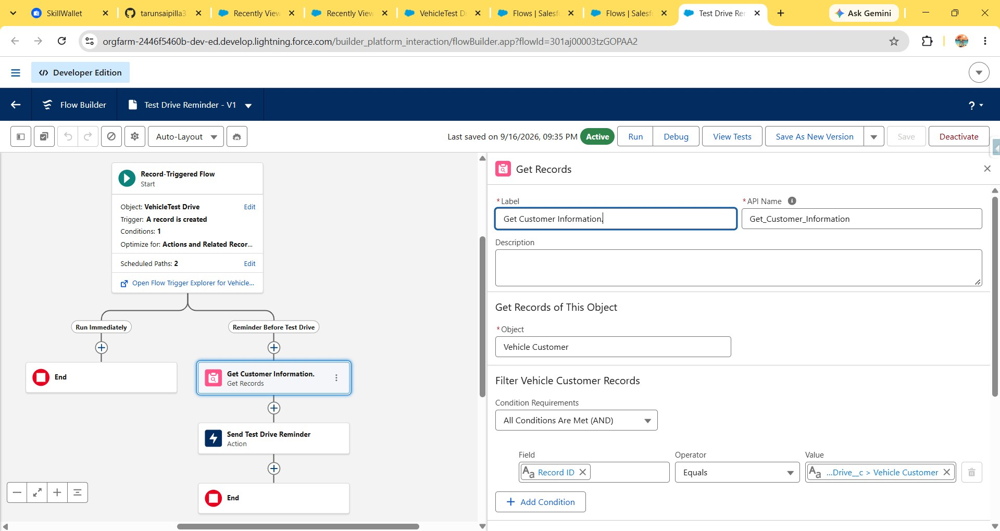 SkillWallet
tarunsaipilla3
Recently View
Recently View
VehicleTest D
Flows | Salesf
Flows | Salesf
Test Drive Rer
Ask Gemini
orgfarm-2446f5460b-dev-ed.develop.lightning.force.com/builder_platform_interaction/flowBuilder.app?flowId=301aj00003tzGOPAA2
Developer Edition
Flow Builder
Test Drive Reminder - V1
?
Auto-Layout
Last saved on 9/16/2026, 09:35 PM
Active
Run
Debug
View Tests
Save As New Version
Save
Deactivate
Record-Triggered Flow
Start
Object: VehicleTest Drive
Edit
Trigger: A record is created
Conditions: 1
Optimize for: Actions and Related Recor...
Scheduled Paths: 2
Edit
Open Flow Trigger Explorer for Vehicle...
Run Immediately
Reminder Before Test Drive
End
Get Customer Information.
Get Records
Send Test Drive Reminder
Action
End
Get Records
* Label
* API Name
Get Customer Information.
Get_Customer_Information
Description
Get Records of This Object
* Object
Vehicle Customer
Filter Vehicle Customer Records
Condition Requirements
All Conditions Are Met (AND)
Field
Operator
Value
Aa Record ID
Equals
Aa ...Drive__c > Vehicle Customer
Add Condition